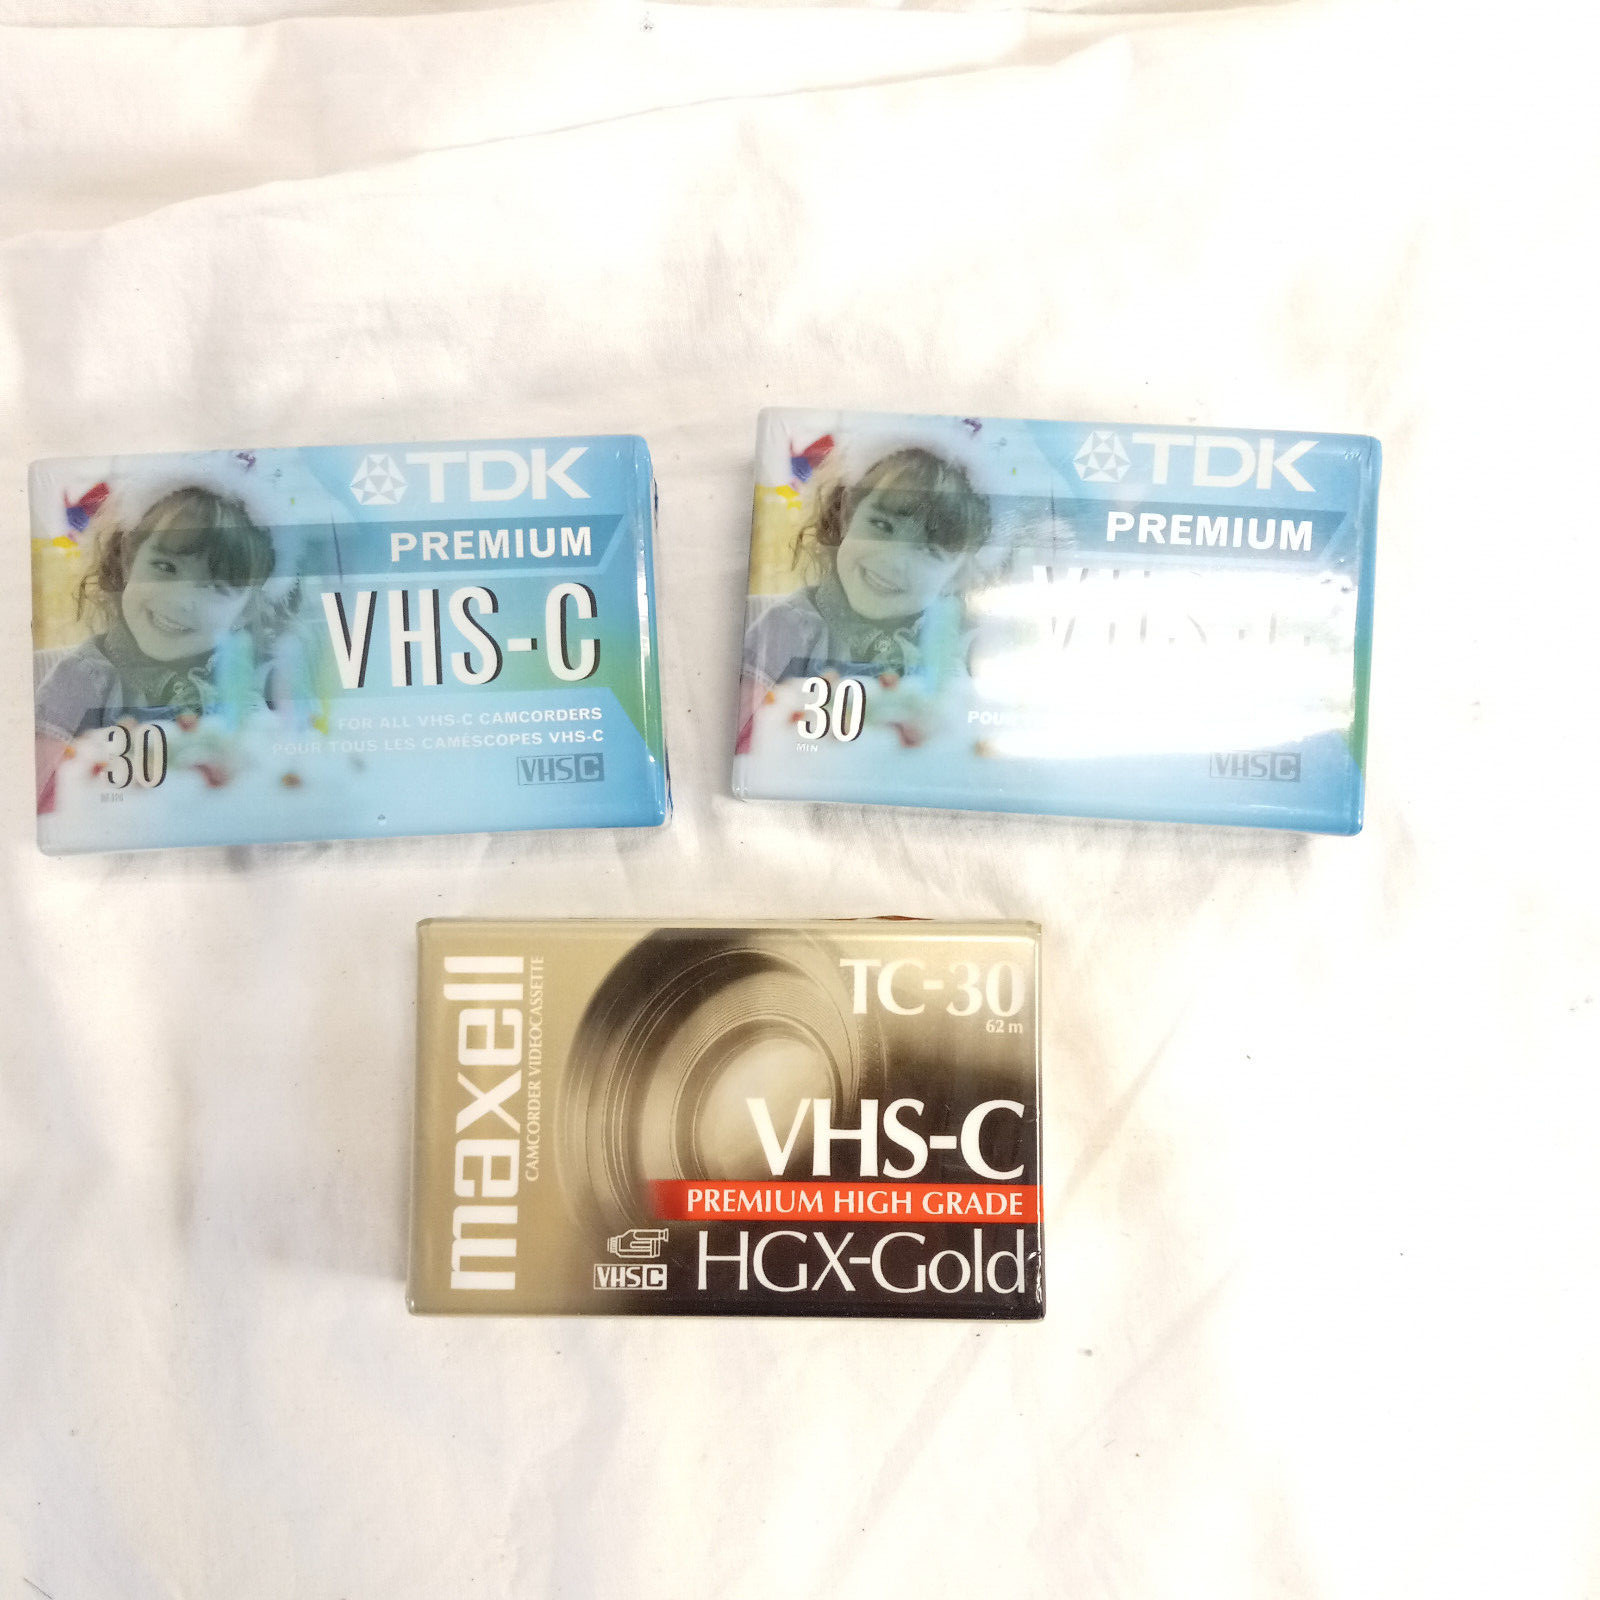 TDK
PREMIUM
VHS-C
FOR ALL VHS-C CAMCORDERS
POUR TOUS LES CAMÉSCOPES VHS-C
30
VHS C
TDK
PREMIUM
30
MIN
VHS C
maxell
CAMCORDER VIDEOCASSETTE
TC-30
62 m
VHS-C
PREMIUM HIGH GRADE
HGX-Gold
VHS C